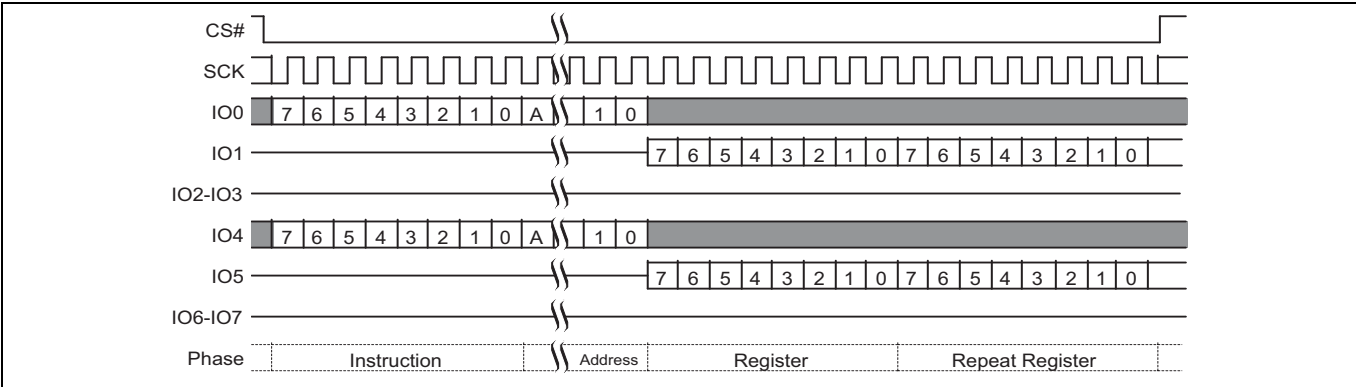 CS#
SCK
IO0 7 6 5 4 3 2 1 0 A 1 0
IO1 7 6 5 4 3 2 1 0 7 6 5 4 3 2 1 0
IO2-IO3
IO4 7 6 5 4 3 2 1 0 A 1 0
IO5 7 6 5 4 3 2 1 0 7 6 5 4 3 2 1 0
IO6-IO7
Phase Instruction Address Register Repeat Register